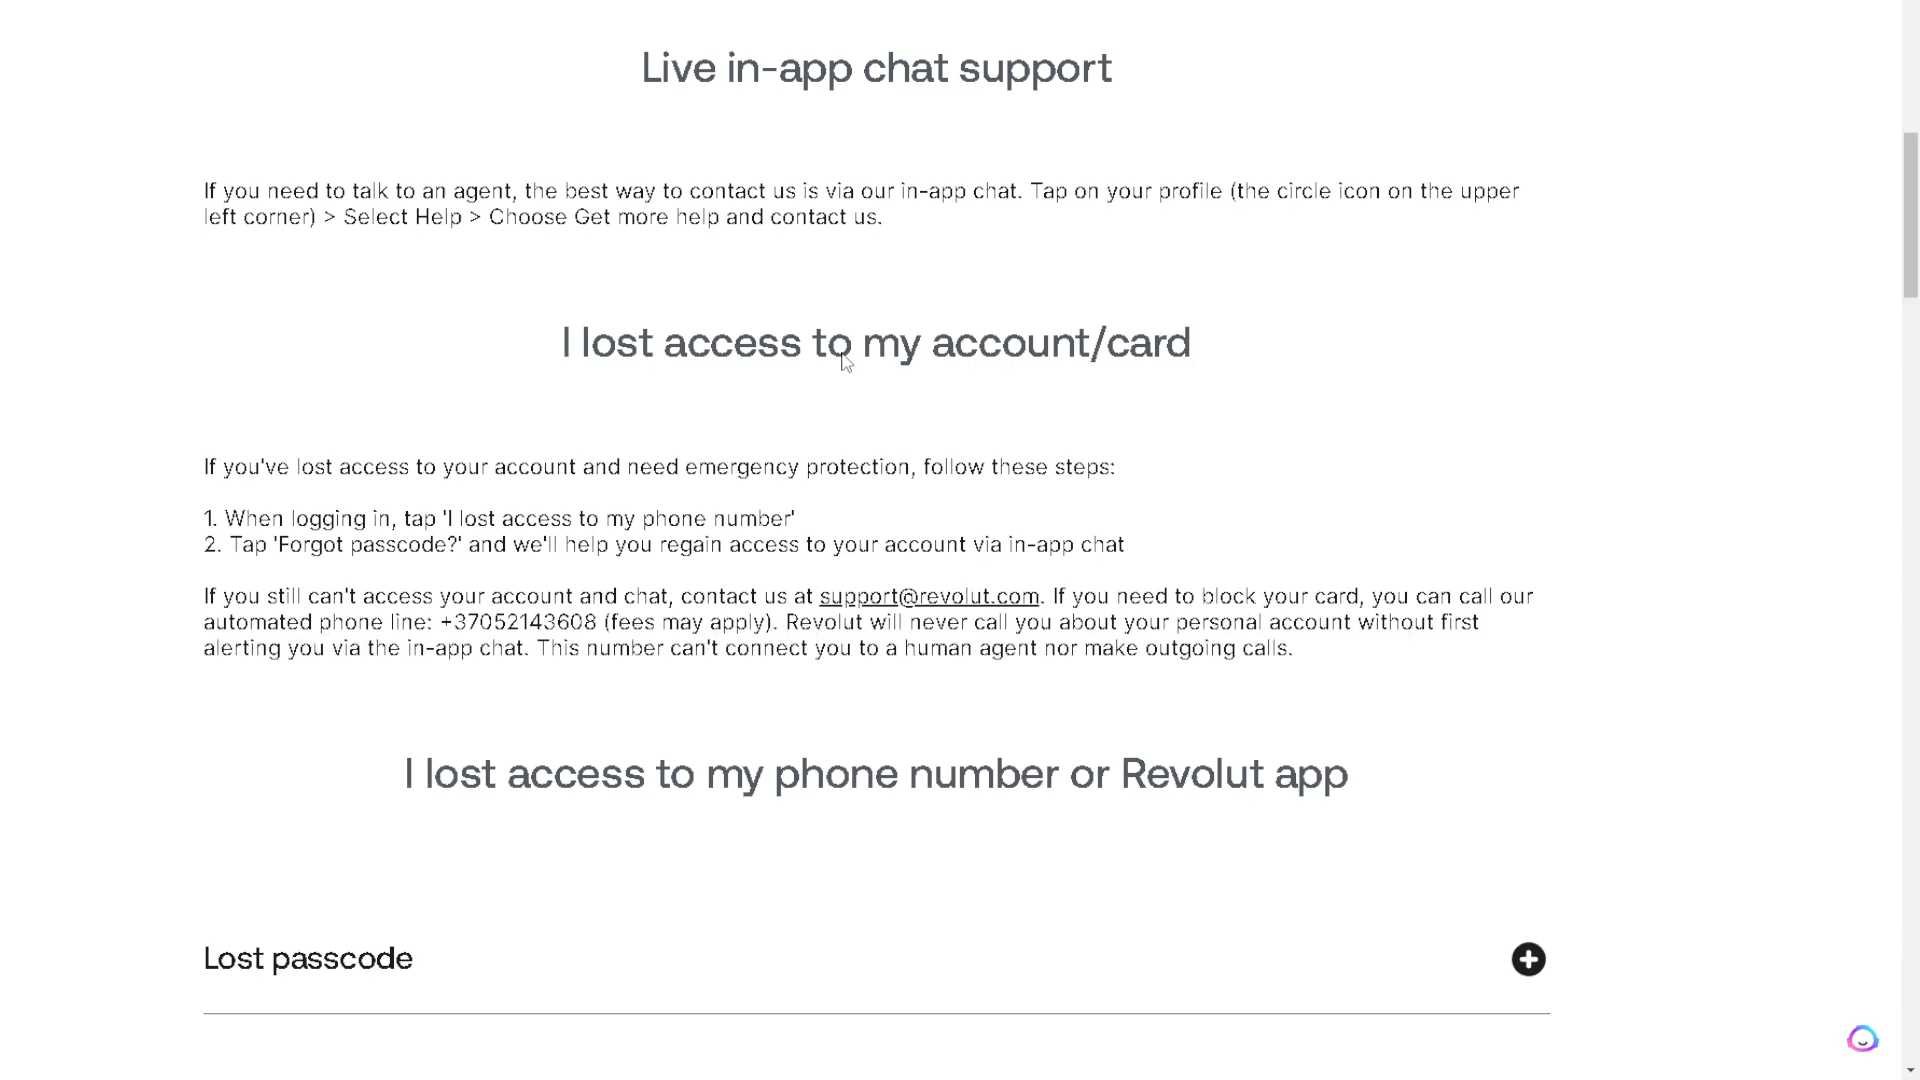 Live in-app chat support
If you need to talk to an agent, the best way to contact us is via our in-app chat. Tap on your profile (the circle icon on the upper
left corner) > Select Help > Choose Get more help and contact us.
I lost access to my account/card
If you've lost access to your account and need emergency protection, follow these steps:
1. When logging in, tap 'I lost access to my phone number'
2. Tap 'Forgot passcode?' and we'll help you regain access to your account via in-app chat
If you still can't access your account and chat, contact us at support@revolut.com. If you need to block your card, you can call our
automated phone line: +37052143608 (fees may apply). Revolut will never call you about your personal account without first
alerting you via the in-app chat. This number can't connect you to a human agent nor make outgoing calls.
I lost access to my phone number or Revolut app
Lost passcode